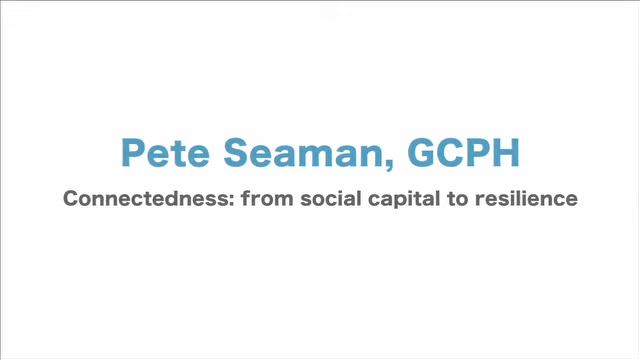 Pete Seaman, GCPH
Connectedness: from social capital to resilience